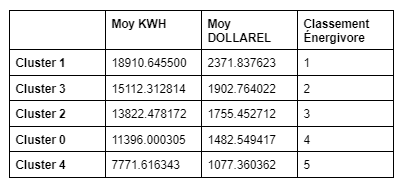 Moy KWH Moy DOLLAREL Classement Énergivore
Cluster 1 18910.645500 2371.837623 1
Cluster 3 15112.312814 1902.764022 2
Cluster 2 13822.478172 1755.452712 3
Cluster 0 11396.000305 1482.549417 4
Cluster 4 7771.616343 1077.360362 5